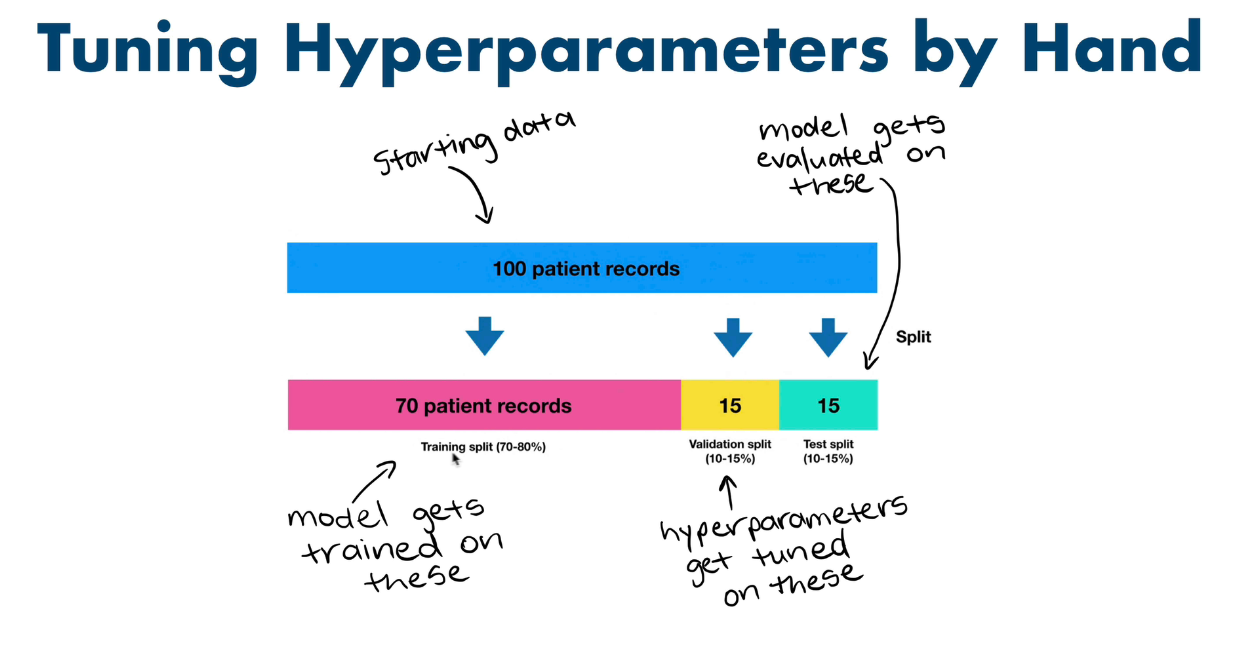 Tuning Hyperparameters by Hand
starting data
model gets
evaluated on
these
100 patient records
Split
70 patient records
15
15
Training split (70-80%)
Validation split
(10-15%)
Test split
(10-15%)
model gets
trained on
these
hyperparameters
get tuned
on these